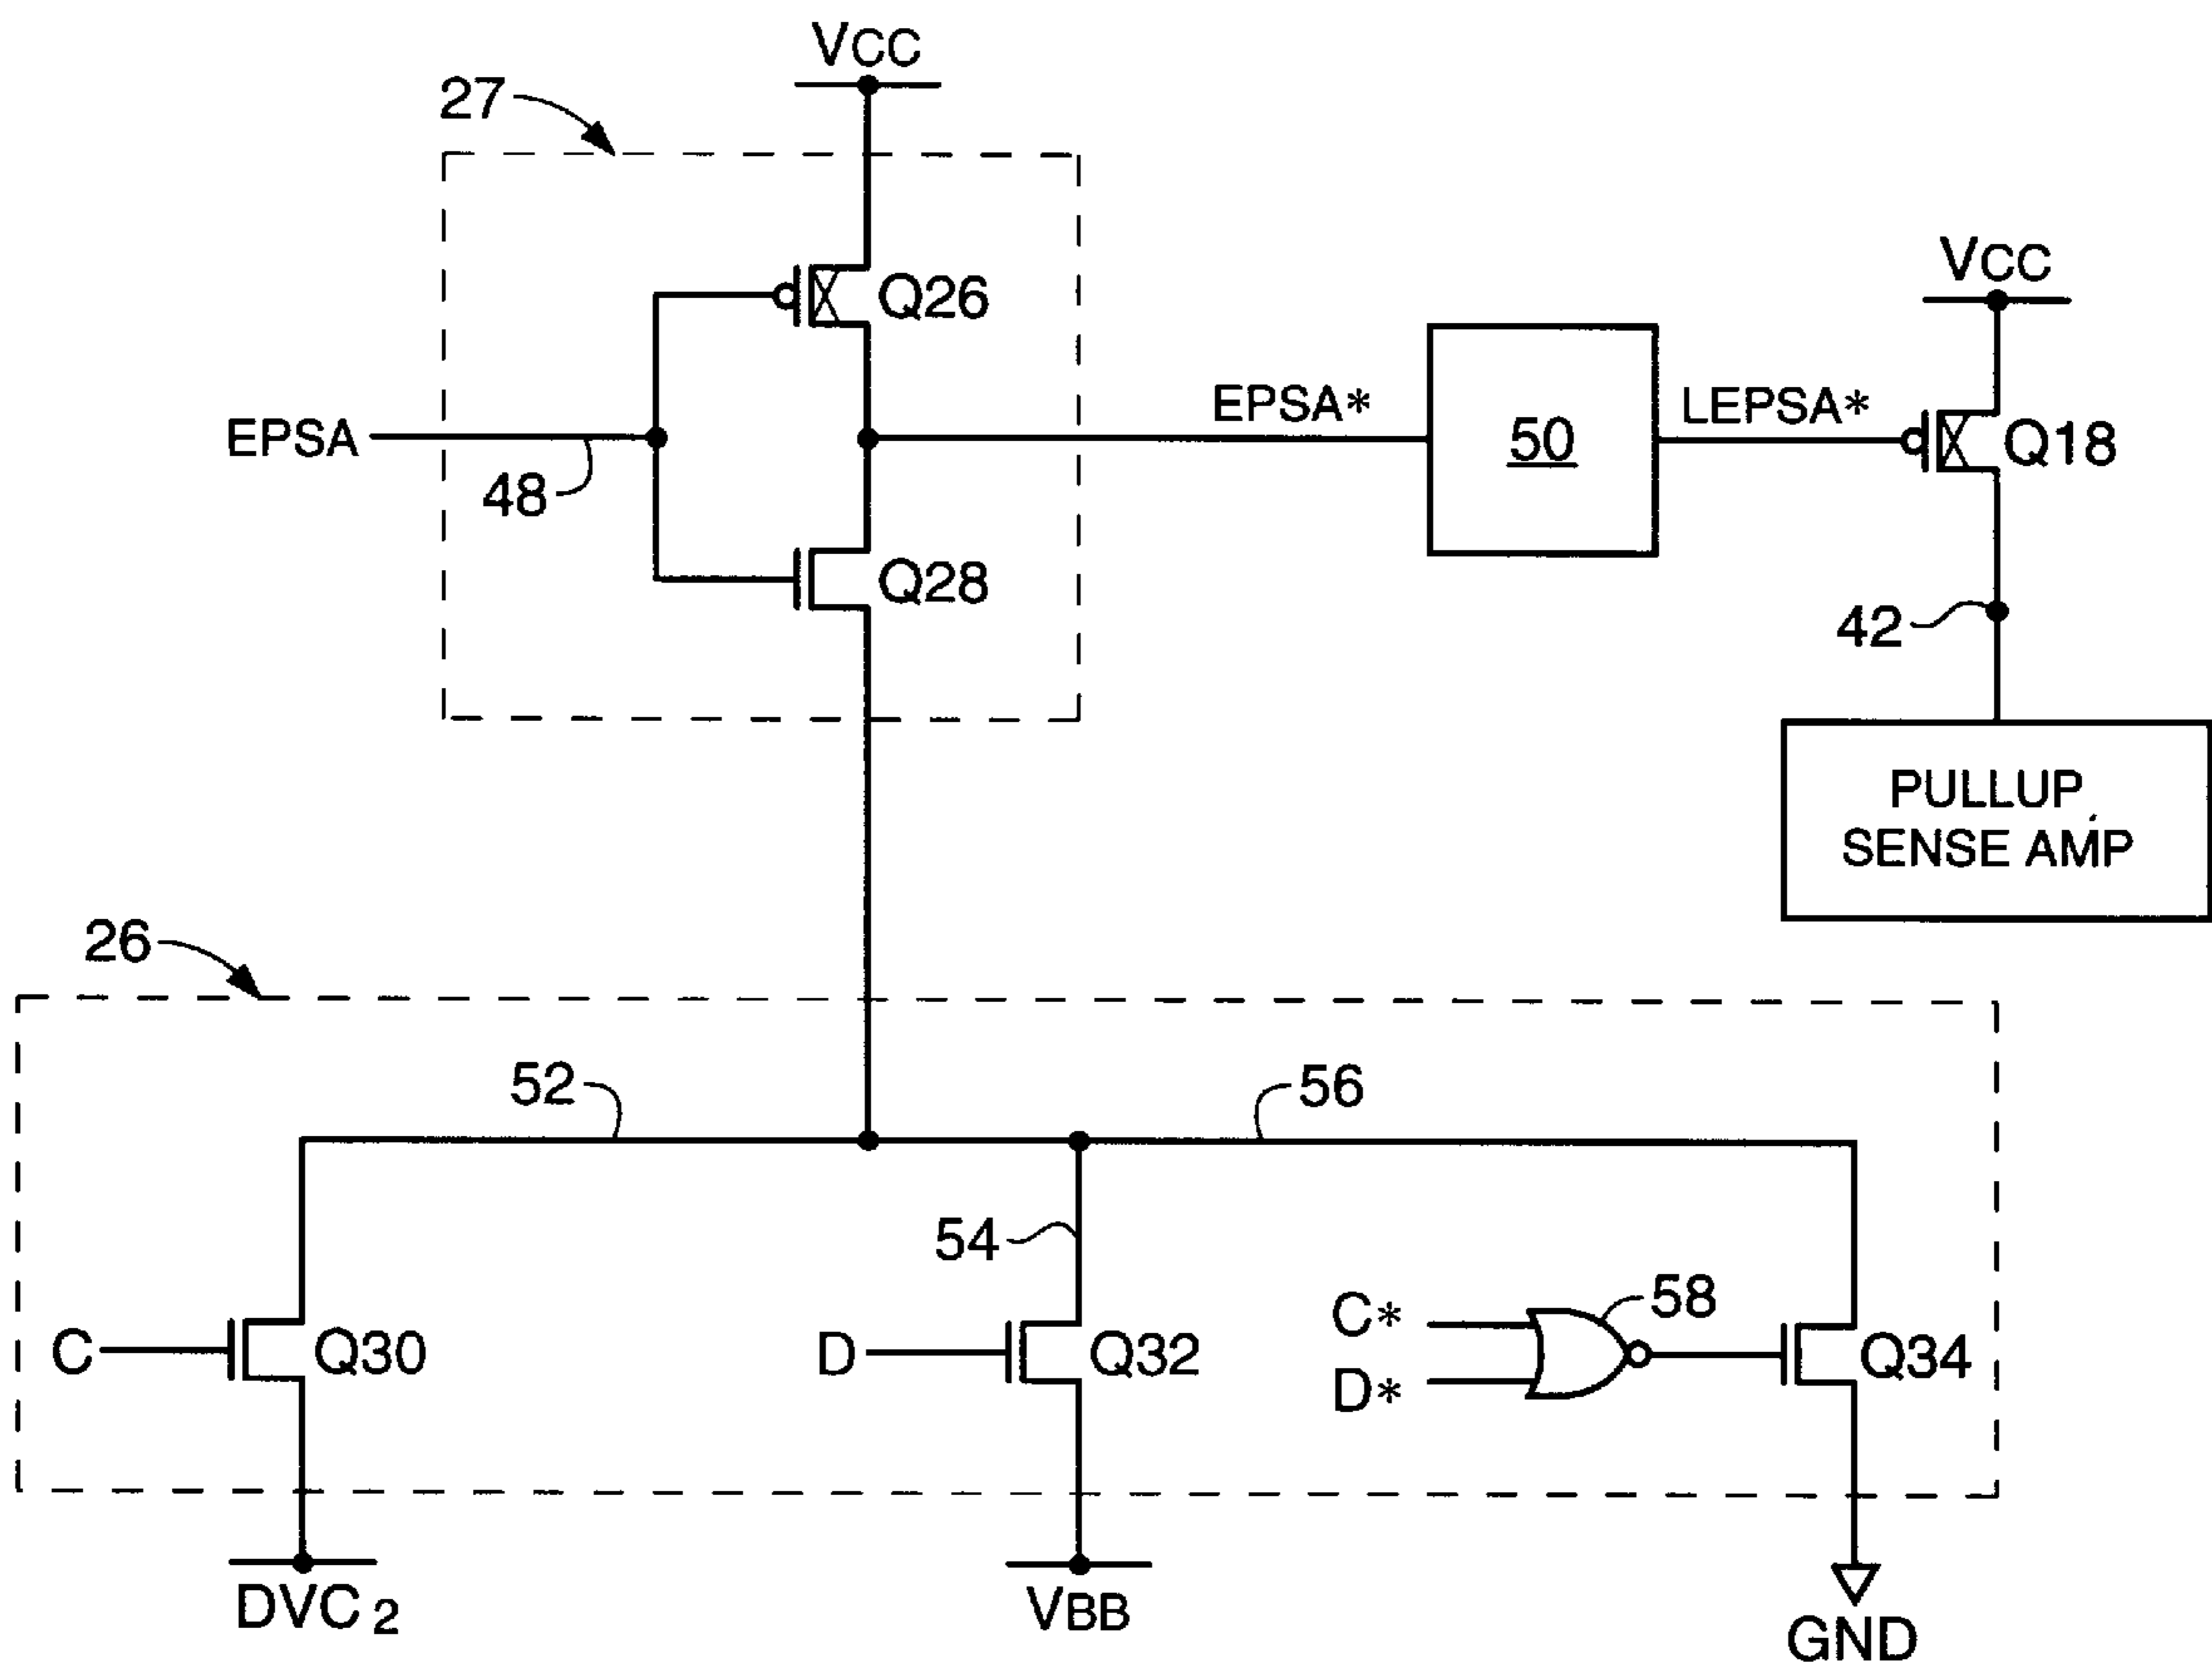 VCC
27
Q26
VCC
EPSA
48
EPSA*
50
LEPSA*
Q18
Q28
42
PULLUP
SENSE AMP
26
52
56
54
C
Q30
D
Q32
C*
D*
58
Q34
DVC2
VBB
GND